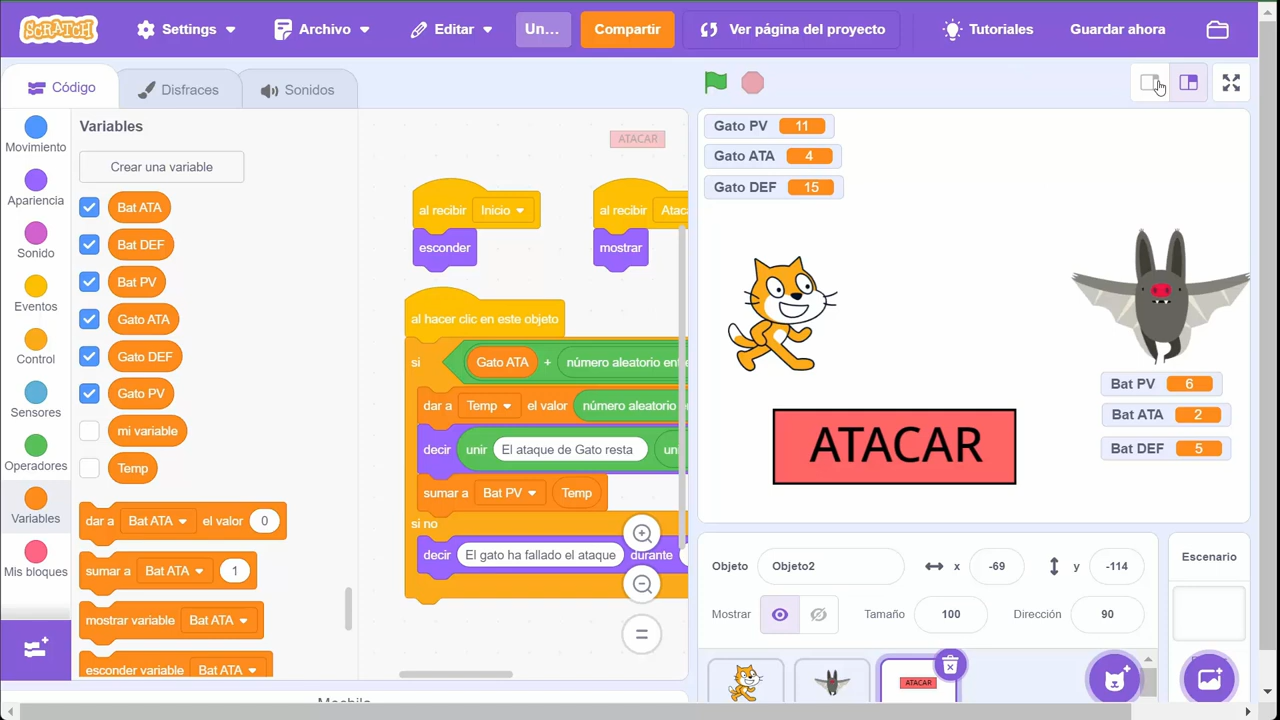 SCRATCH
Settings
Archivo
Editar
Un...
Compartir
Ver página del proyecto
Tutoriales
Guardar ahora
Código
Disfraces
Sonidos
Movimiento
Apariencia
Sonido
Eventos
Control
Sensores
Operadores
Variables
Mis bloques
Variables
Crear una variable
Bat ATA
Bat DEF
Bat PV
Gato ATA
Gato DEF
Gato PV
mi variable
Temp
dar a Bat ATA el valor 0
sumar a Bat ATA 1
mostrar variable Bat ATA
esconder variable Bat ATA
ATACAR
al recibir Inicio
esconder
al recibir Atac
mostrar
al hacer clic en este objeto
si Gato ATA + número aleatorio ent
dar a Temp el valor número aleatorio
decir unir El ataque de Gato resta un
sumar a Bat PV Temp
si no
decir El gato ha fallado el ataque durante
Gato PV 11
Gato ATA 4
Gato DEF 15
Bat PV 6
Bat ATA 2
Bat DEF 5
ATACAR
Objeto Objeto2 x -69 y -114
Mostrar Tamaño 100 Dirección 90
ATACAR
Escenario
Mochila